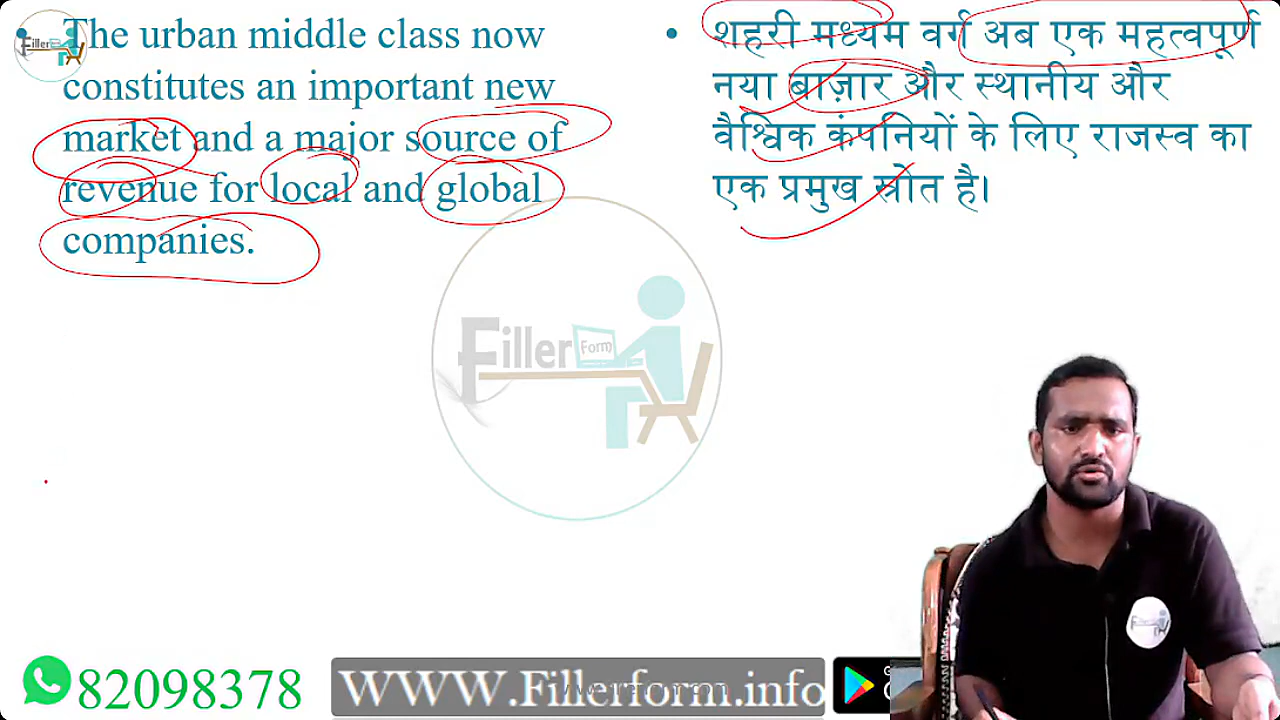 The urban middle class now
constitutes an important new
market and a major source of
revenue for local and global
companies.
शहरी मध्यम वर्ग अब एक महत्वपूर्ण
नया बाज़ार और स्थानीय और
वैश्विक कंपनियों के लिए राजस्व का
एक प्रमुख स्रोत है।
Filler
Filler Form
82098378
www.Fillerform.info